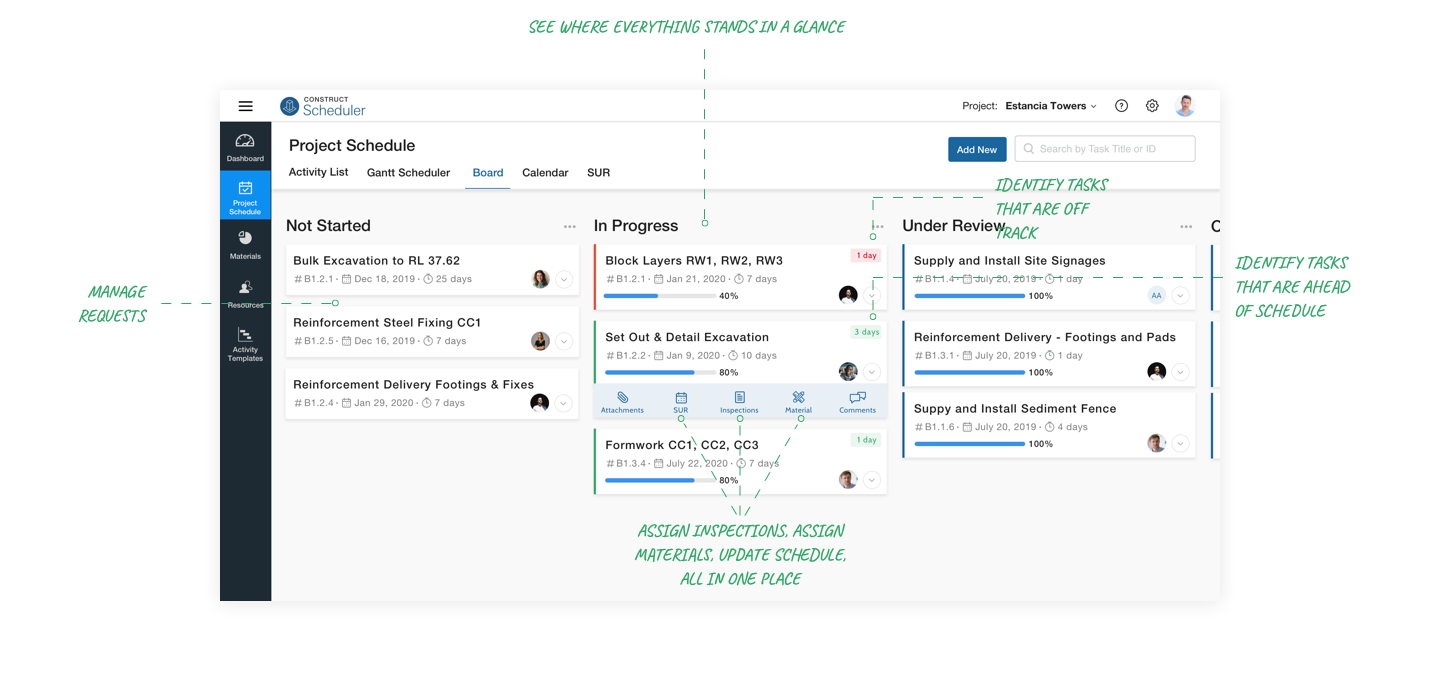 SEE WHERE EVERYTHING STANDS IN A GLANCE
CONSTRUCT
Scheduler
Project: Estancia Towers
Dashboard
Project
Schedule
Materials
Resources
Activity
Templates
Project Schedule
Add New
Search by Task Title or ID
Activity List
Gantt Scheduler
Board
Calendar
SUR
IDENTIFY TASKS
THAT ARE OFF
TRACK
MANAGE
REQUESTS
Not Started
Bulk Excavation to RL 37.62
#B1.2.1 · Dec 18, 2019 · 25 days
Reinforcement Steel Fixing CC1
#B1.2.5 · Dec 16, 2019 · 7 days
Reinforcement Delivery Footings & Fixes
#B1.2.4 · Jan 29, 2020 · 7 days
In Progress
Block Layers RW1, RW2, RW3
1 day
#B1.2.1 · Jan 21, 2020 · 7 days
40%
Set Out & Detail Excavation
3 days
#B1.2.2 · Jan 9, 2020 · 10 days
80%
Attachments
SUR
Inspections
Material
Comments
Formwork CC1, CC2, CC3
1 day
#B1.3.4 · July 22, 2020 · 7 days
80%
ASSIGN INSPECTIONS, ASSIGN
MATERIALS, UPDATE SCHEDULE,
ALL IN ONE PLACE
Under Review
Supply and Install Site Signages
#B1.1.4 · July 20, 2019 · 1 day
100%
AA
Reinforcement Delivery - Footings and Pads
#B1.3.1 · July 20, 2019 · 1 day
100%
Suppy and Install Sediment Fence
#B1.1.6 · July 20, 2019 · 4 days
100%
C
IDENTIFY TASKS
THAT ARE AHEAD
OF SCHEDULE